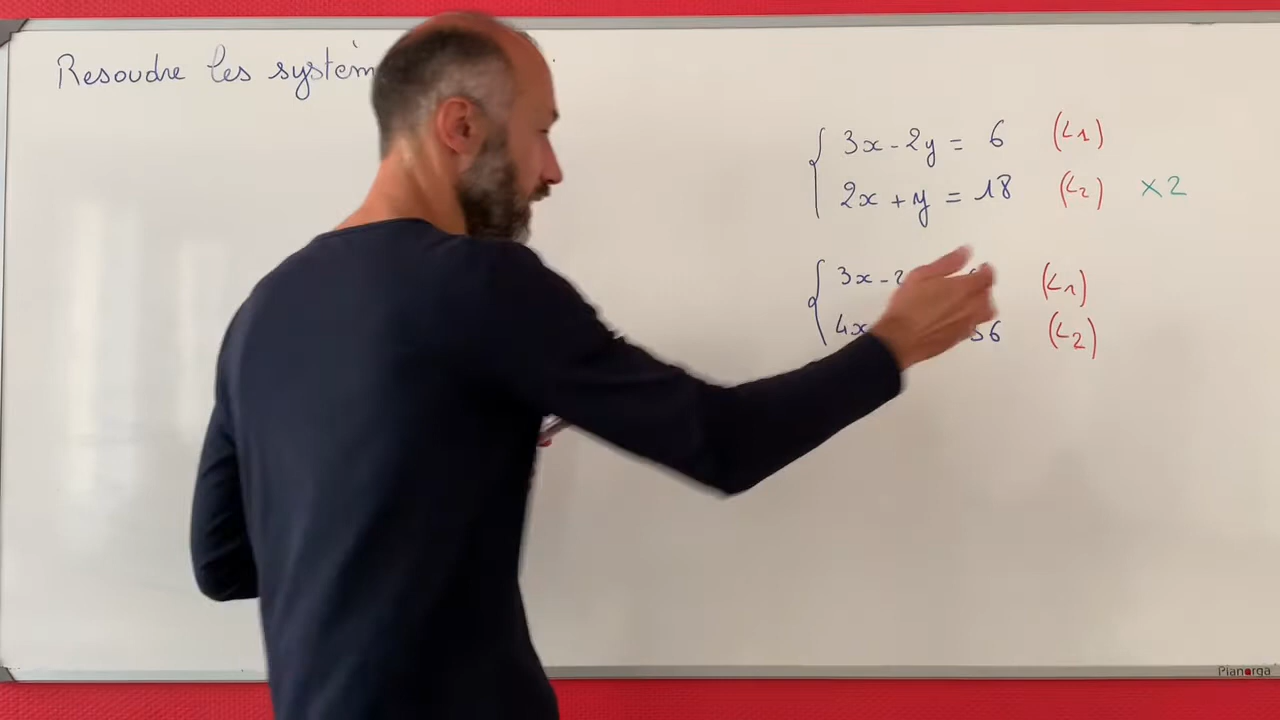 Resoudre les systèm
3x - 2y = 6 (L1)
2x + y = 18 (L2) ×2
3x - 2 (L1)
4x 36 (L2)
Pianorga